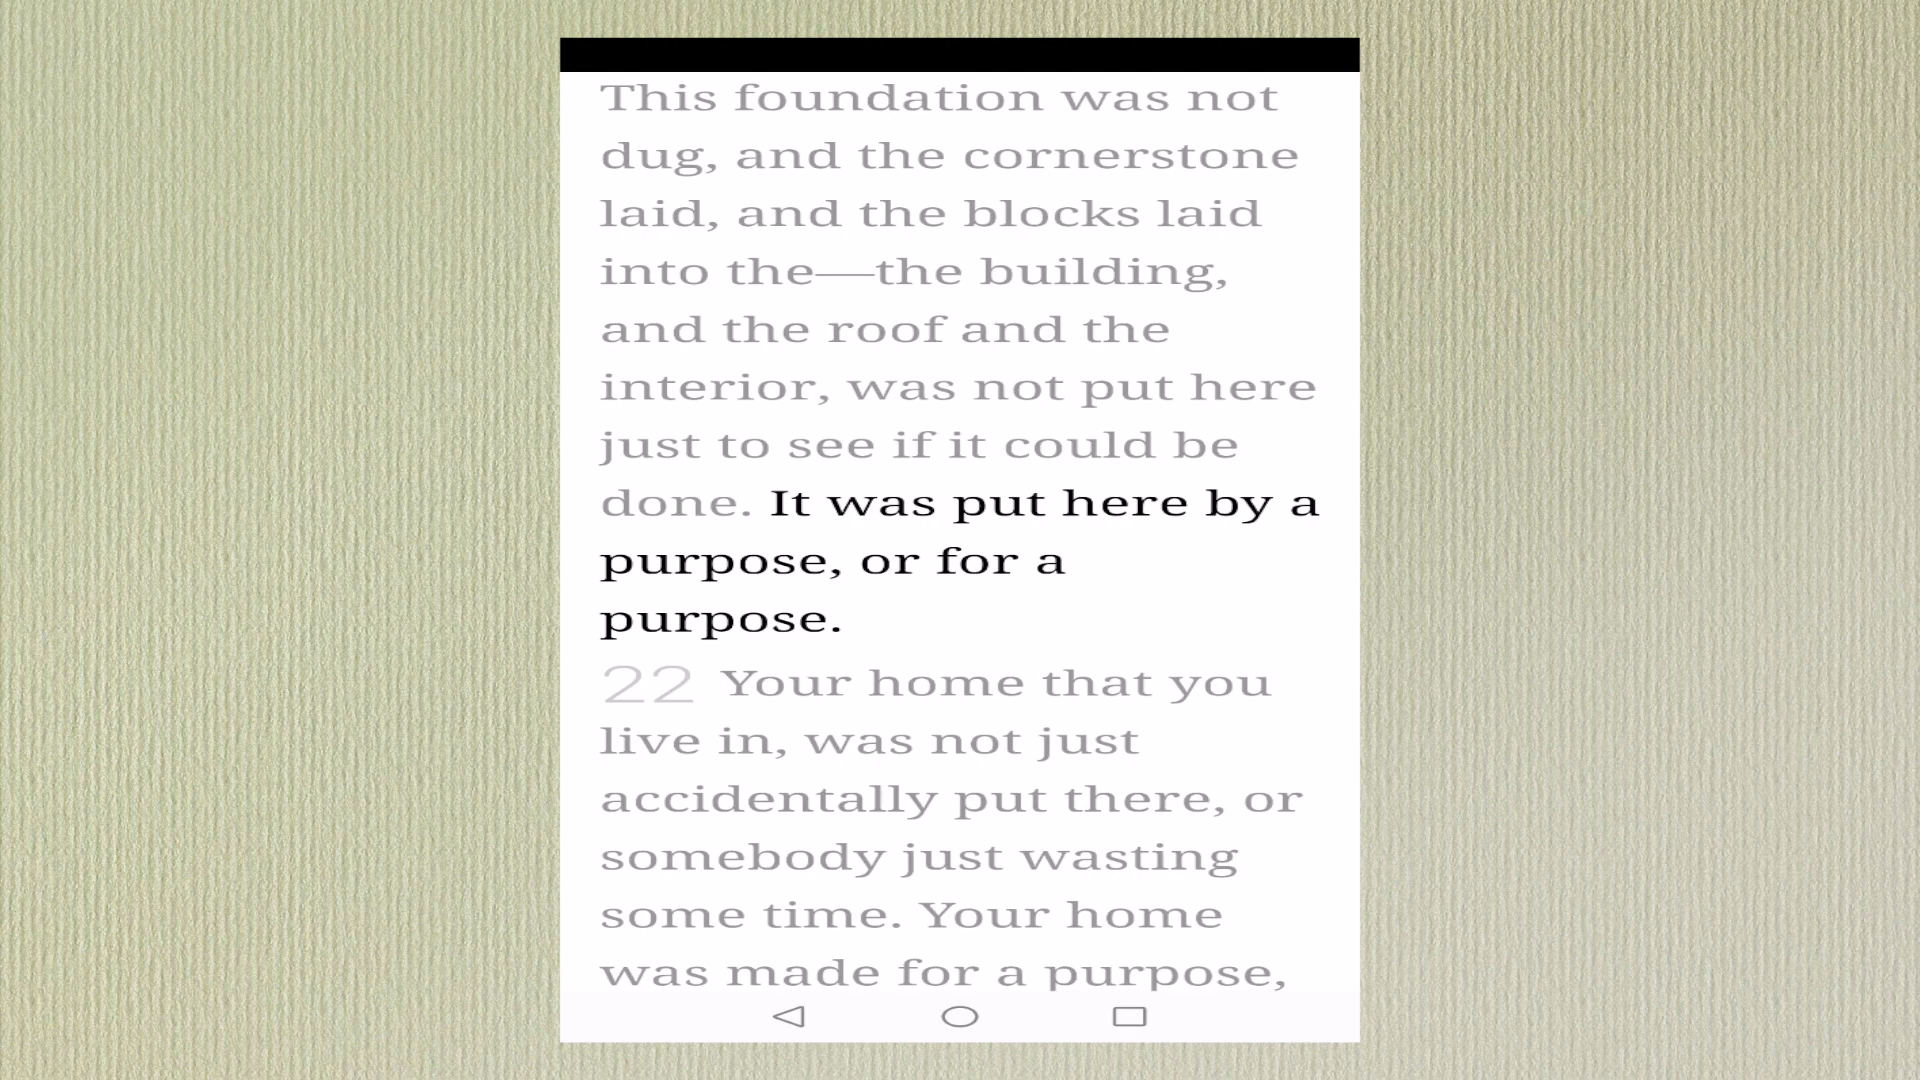 This foundation was not
dug, and the cornerstone
laid, and the blocks laid
into the—the building,
and the roof and the
interior, was not put here
just to see if it could be
done. It was put here by a
purpose, or for a
purpose.
22 Your home that you
live in, was not just
accidentally put there, or
somebody just wasting
some time. Your home
was made for a purpose,